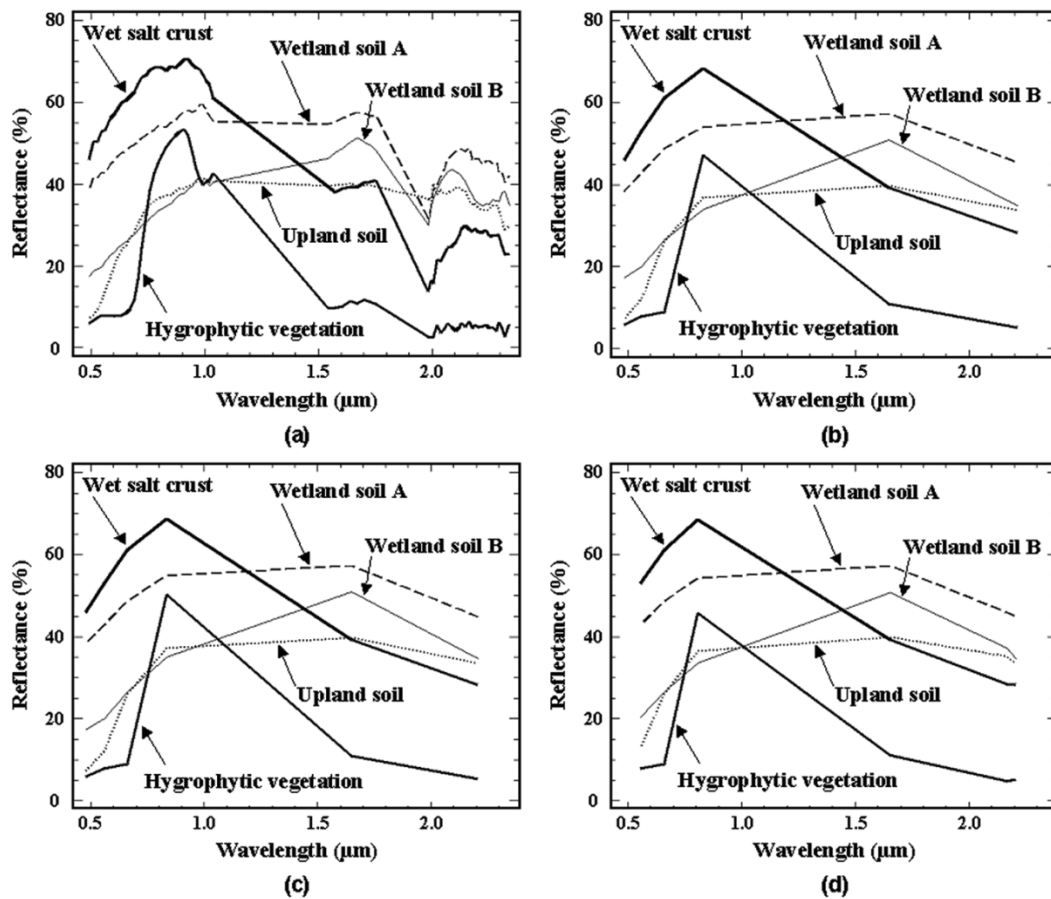 80
Wet salt crust
Wetland soil A
60
Wetland soil B
Reflectance (%)
40
Upland soil
20
Hygrophytic vegetation
0
0.5 1.0 1.5 2.0
Wavelength (µm)
(a)
80
Wet salt crust
Wetland soil A
60
Wetland soil B
Reflectance (%)
40
Upland soil
20
Hygrophytic vegetation
0
0.5 1.0 1.5 2.0
Wavelength (µm)
(b)
80
Wet salt crust
Wetland soil A
60
Wetland soil B
Reflectance (%)
40
Upland soil
20
Hygrophytic vegetation
0
0.5 1.0 1.5 2.0
Wavelength (µm)
(c)
80
Wet salt crust
Wetland soil A
60
Wetland soil B
Reflectance (%)
40
Upland soil
20
Hygrophytic vegetation
0
0.5 1.0 1.5 2.0
Wavelength (µm)
(d)